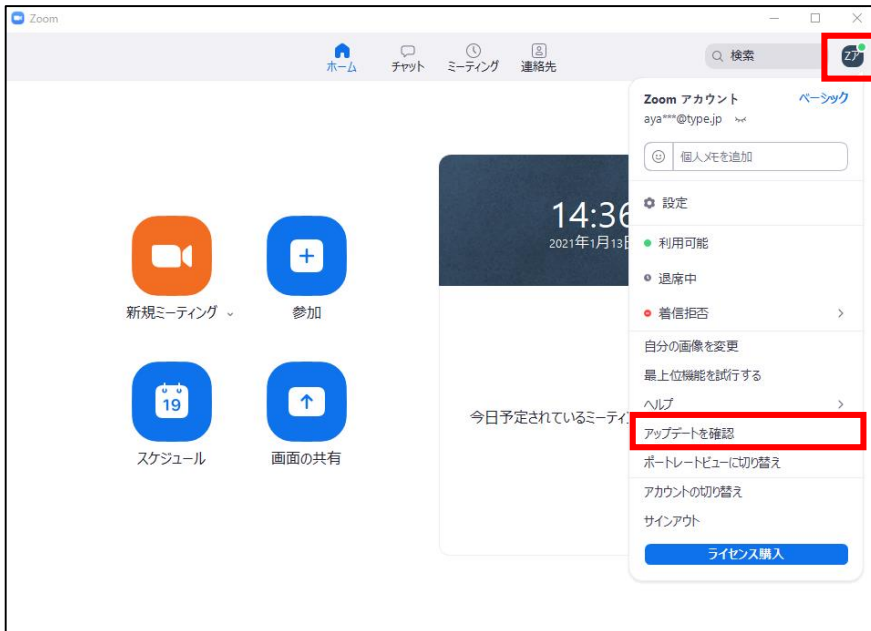 Zoom
ホーム
チャット
ミーティング
連絡先
検索
Zア
Zoom アカウント ベーシック
aya***@type.jp
個人メモを追加
設定
14:36
2021年1月13日
利用可能
退席中
新規ミーティング
参加
着信拒否
自分の画像を変更
最上位機能を試行する
19
ヘルプ
今日予定されているミーティ
アップデートを確認
スケジュール
画面の共有
ポートレートビューに切り替え
アカウントの切り替え
サインアウト
ライセンス購入